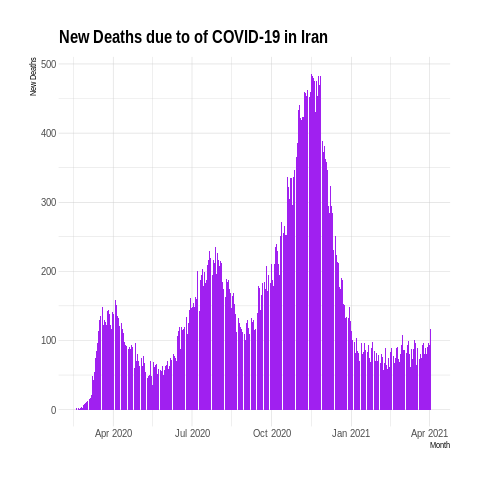 New Deaths due to of COVID-19 in Iran
New Deaths
500
400
300
200
100
0
Apr 2020 Jul 2020 Oct 2020 Jan 2021 Apr 2021
Month